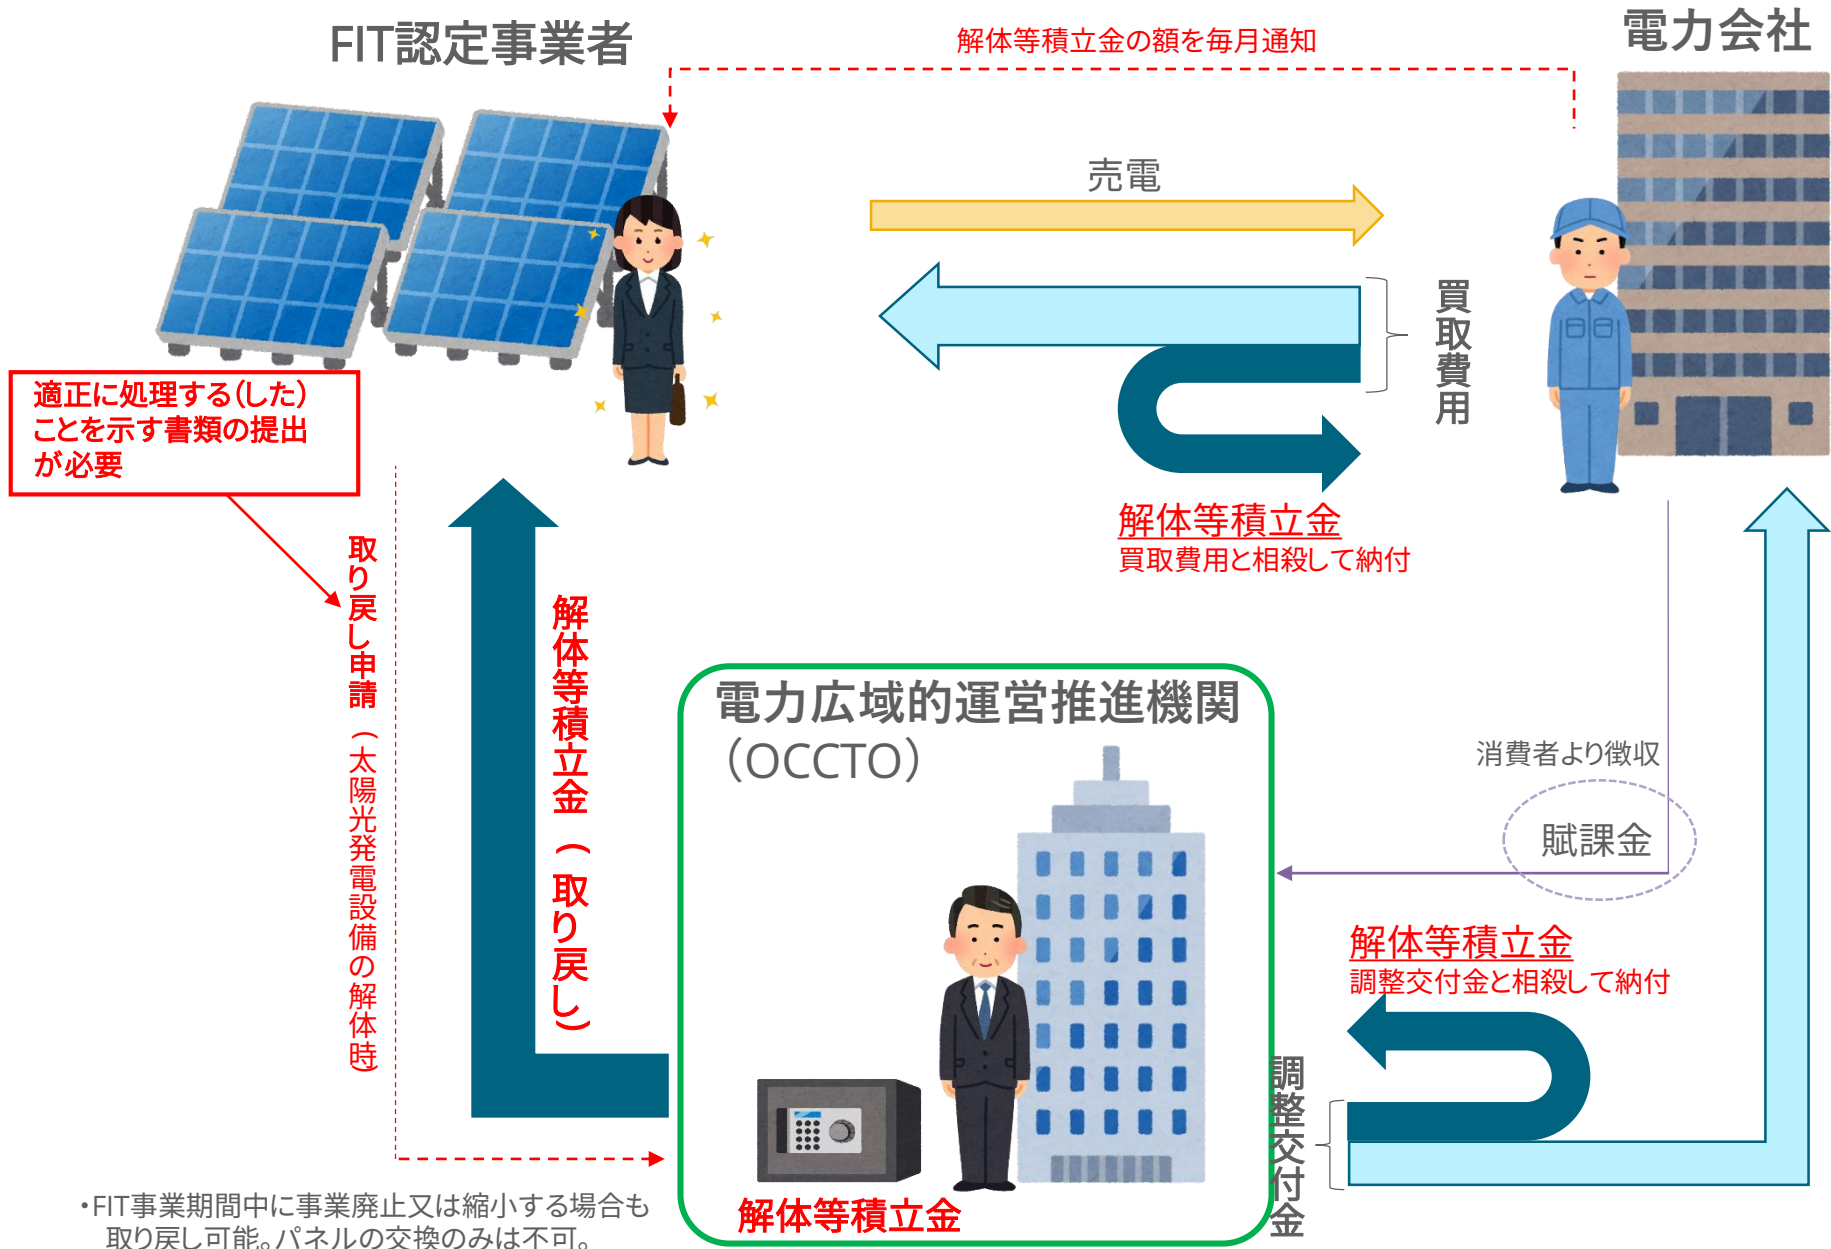 FIT認定事業者
電力会社
解体等積立金の額を毎月通知
売電
買取費用
適正に処理する(した)
ことを示す書類の提出
が必要
解体等積立金
買取費用と相殺して納付
取り戻し申請（太陽光発電設備の解体時）
解体等積立金（取り戻し）
電力広域的運営推進機関
（OCCTO）
消費者より徴収
賦課金
解体等積立金
調整交付金と相殺して納付
調整交付金
解体等積立金
・FIT事業期間中に事業廃止又は縮小する場合も
取り戻し可能。パネルの交換のみは不可。